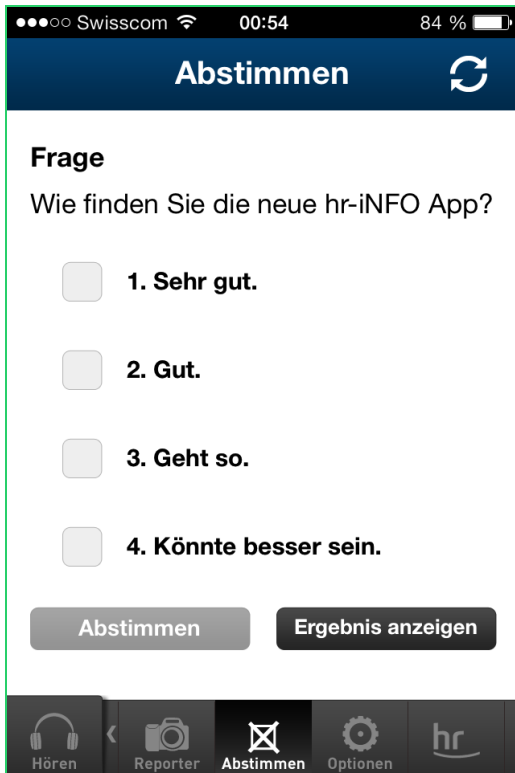 Swisscom 00:54 84 %
Abstimmen
Frage
Wie finden Sie die neue hr-iNFO App?
1. Sehr gut.
2. Gut.
3. Geht so.
4. Könnte besser sein.
Abstimmen Ergebnis anzeigen
hr
Hören Reporter Abstimmen Optionen